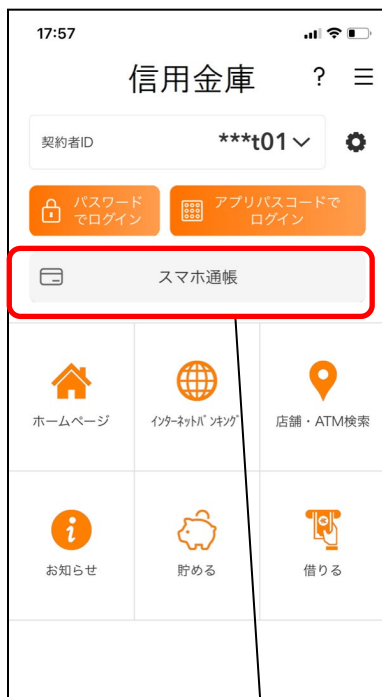 17:57
信用金庫 ? ☰
契約者ID ***t01
パスワード
でログイン
アプリパスコードで
ログイン
スマホ通帳
ホームページ
インターネットバンキング
店舗・ATM検索
お知らせ
貯める
借りる